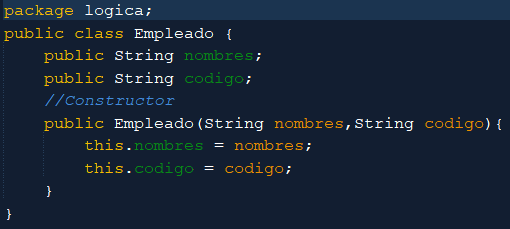 package logica;
public class Empleado {
    public String nombres;
    public String codigo;
    //Constructor
    public Empleado(String nombres,String codigo){
        this.nombres = nombres;
        this.codigo = codigo;
    }
}